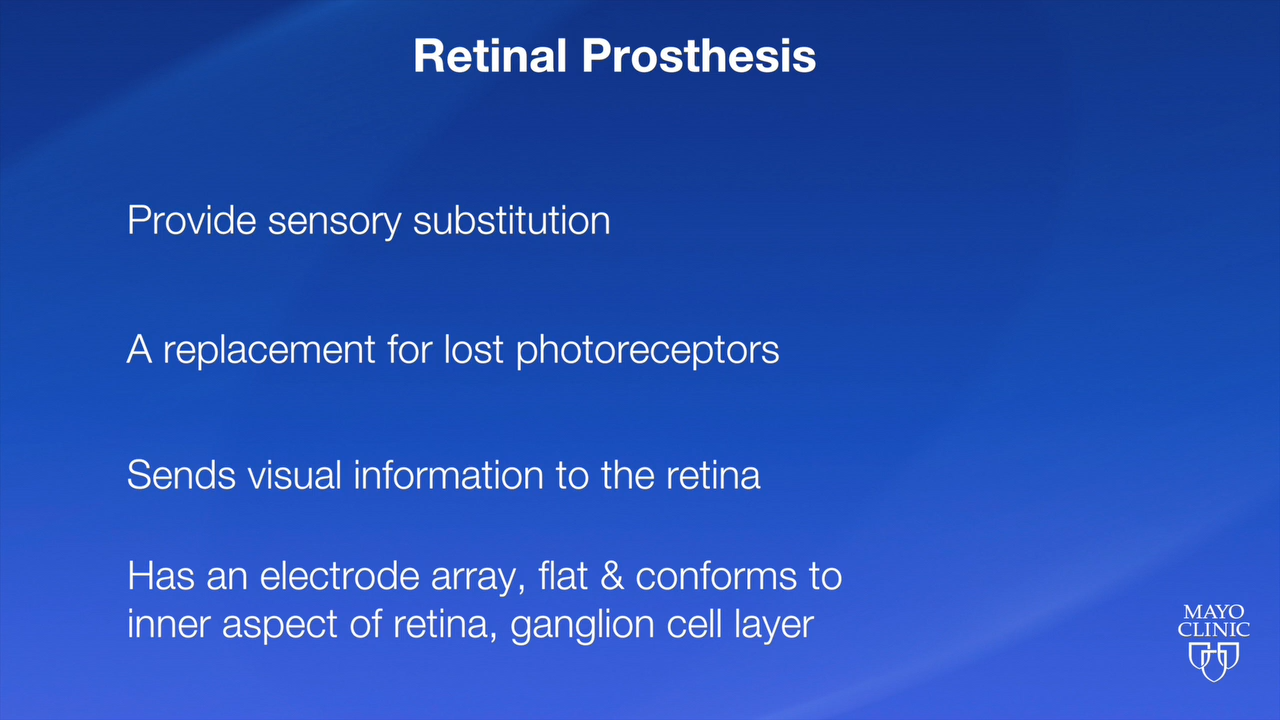 Retinal Prosthesis
Provide sensory substitution
A replacement for lost photoreceptors
Sends visual information to the retina
Has an electrode array, flat & conforms to
inner aspect of retina, ganglion cell layer
MAYO
CLINIC